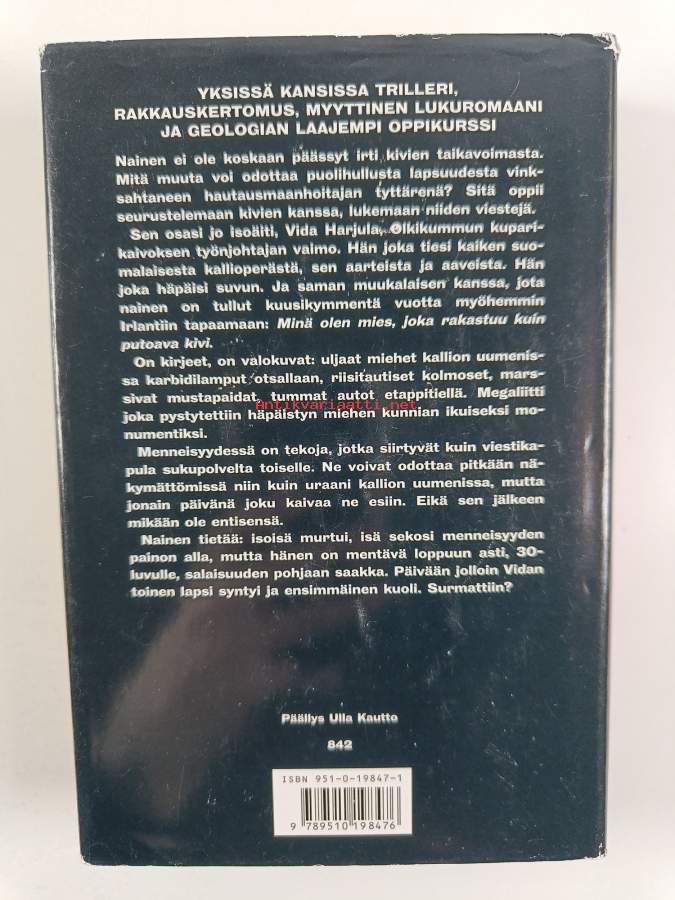 YKSISSÄ KANSISSA TRILLERI,
RAKKAUSKERTOMUS, MYYTTINEN LUKUROMAANI
JA GEOLOGIAN LAAJEMPI OPPIKURSSI
Nainen ei ole koskaan päässyt irti kivien taikavoimasta.
Mitä muuta voi odottaa puolihullusta lapsuudesta vink-
sahtaneen hautausmaanhoitajan tyttärenä? Sitä oppii
seurustelemaan kivien kanssa, lukemaan niiden viestejä.
Sen osasi jo isoäiti, Vida Harjula, Ölkikummun kupari-
kaivoksen työnjohtajan vaimo. Hän joka tiesi kaiken suo-
malaisesta kallioperästä, sen aarteista ja aaveista. Hän
joka häpäisi suvun. Ja saman muukalaisen kanssa, jota
nainen on tullut kuusikymmentä vuotta myöhemmin
Irlantiin tapaamaan: Minä olen mies, joka rakastuu kuin
putoava kivi.
On kirjeet, on valokuvat: uljaat miehet kallion uumenis-
sa karbidilamput otsallaan, riisitautiset kolmoset, mars-
sivat mustapaidat, tummat autot etappitiellä. Megaliitti
Antikvariaatti.net
joka pystytettiin häpäistyn miehen kunnian ikuiseksi mo-
numentiksi.
Menneisyydessä on tekoja, jotka siirtyvät kuin viestika-
pula sukupolvelta toiselle. Ne voivat odottaa pitkään nä-
kymättömissä niin kuin uraani kallion uumenissa, mutta
jonain päivänä joku kaivaa ne esiin. Eikä sen jälkeen
mikään ole entisensä.
Nainen tietää: isoisä murtui, isä sekosi menneisyyden
painon alla, mutta hänen on mentävä loppuun asti, 30-
luvulle, salaisuuden pohjaan saakka. Päivään jolloin Vidan
toinen lapsi syntyi ja ensimmäinen kuoli. Surmattiin?
Päällys Ulla Kautto
842
ISBN 951-0-19847-1
9 789510 198476